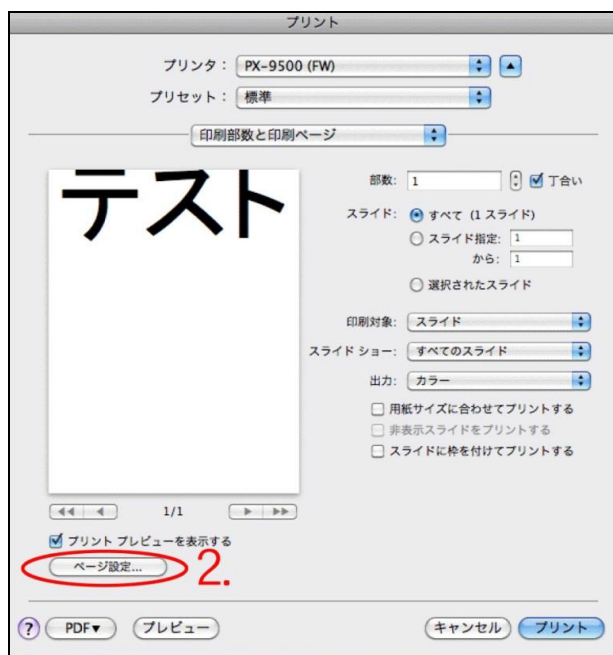 プリント
プリンタ： PX-9500 (FW)
プリセット： 標準
印刷部数と印刷ページ
テスト
部数: 1 丁合い
スライド: すべて (1 スライド)
スライド指定: 1
から: 1
選択されたスライド
印刷対象: スライド
スライド ショー: すべてのスライド
出力: カラー
用紙サイズに合わせてプリントする
非表示スライドをプリントする
スライドに枠を付けてプリントする
1/1
プリント プレビューを表示する
ページ設定... 2.
? PDF▼ プレビュー キャンセル プリント